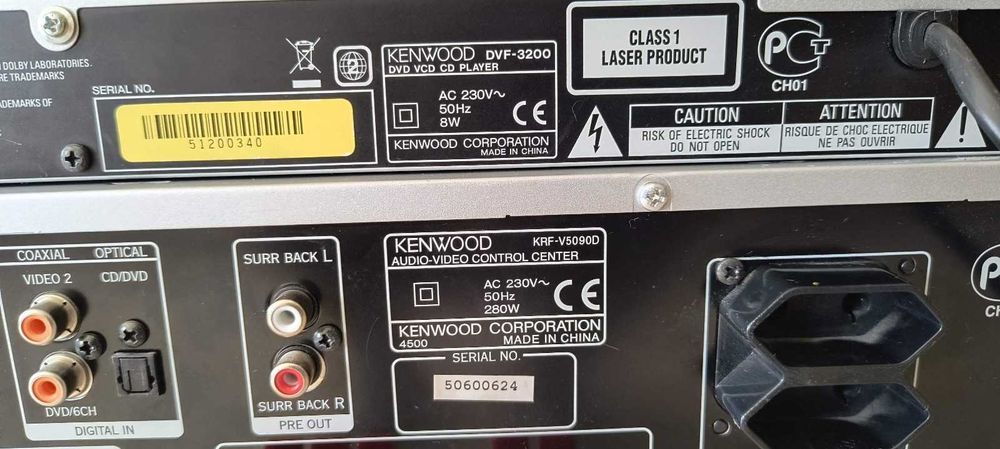 N DOLBY LABORATORIES.
RE TRADEMARKS
ADEMARKS OF
SERIAL NO.
51200340
2
KENWOOD DVF-3200
DVD VCD CD PLAYER
AC 230V~
50Hz
8W
CE
KENWOOD CORPORATION
MADE IN CHINA
CLASS 1
LASER PRODUCT
PCT
CH01
CAUTION
RISK OF ELECTRIC SHOCK
DO NOT OPEN
ATTENTION
RISQUE DE CHOC ELECTRIQUE
NE PAS OUVRIR
COAXIAL OPTICAL
VIDEO 2 CD/DVD
DVD/6CH
DIGITAL IN
SURR BACK L
SURR BACK R
PRE OUT
KENWOOD KRF-V5090D
AUDIO-VIDEO CONTROL CENTER
AC 230V~
50Hz
280W
CE
KENWOOD CORPORATION
4500 MADE IN CHINA
SERIAL NO.
50600624
P
CH